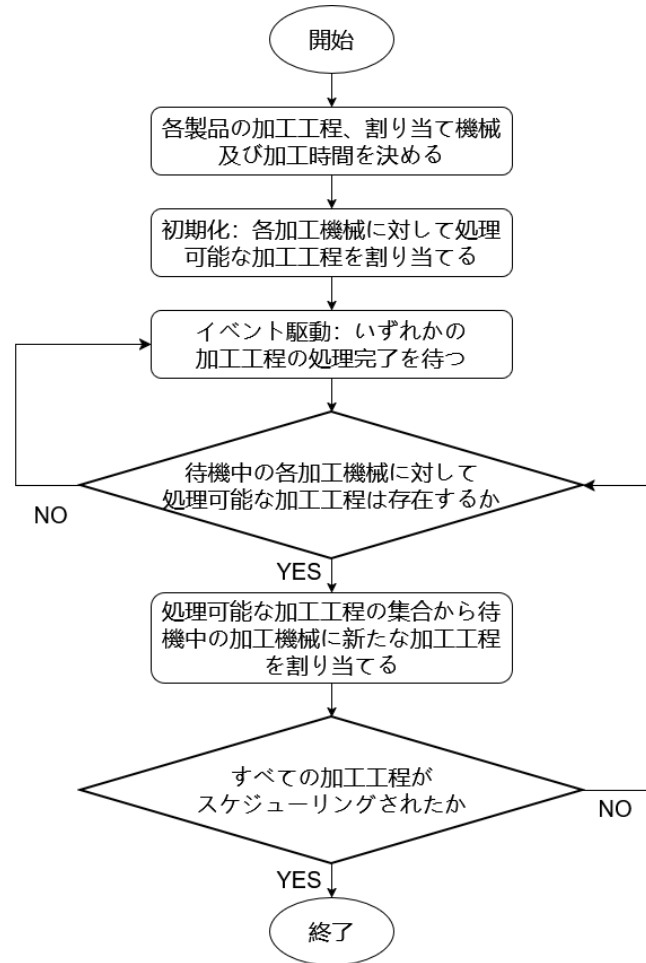 開始
各製品の加工工程、割り当て機械
及び加工時間を決める
初期化: 各加工機械に対して処理
可能な加工工程を割り当てる
イベント駆動: いずれかの
加工工程の処理完了を待つ
待機中の各加工機械に対して
処理可能な加工工程は存在するか
NO
YES
処理可能な加工工程の集合から待
機中の加工機械に新たな加工工程
を割り当てる
すべての加工工程が
スケジューリングされたか
NO
YES
終了